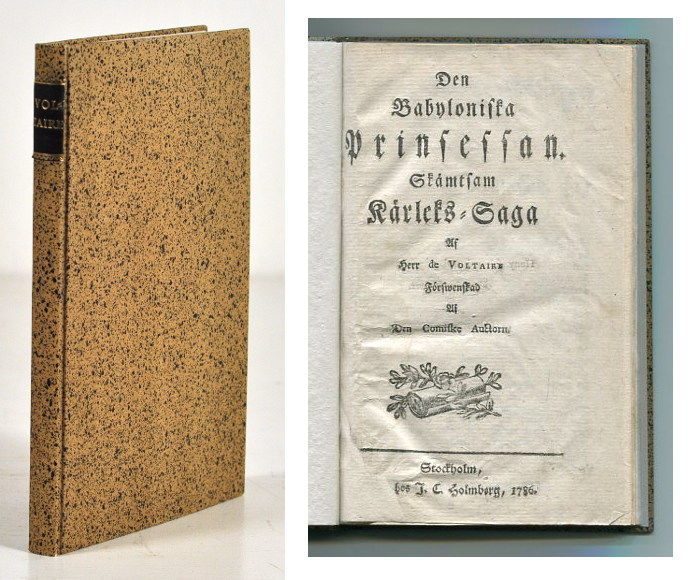 VOL-
TAIRE
Den
Babyloniſka
Prinſeſſan.
Skämtſam
Kärleks-Saga
Af
Herr de VOLTAIRE
Förſwenſkad
Af
Den Comiſke Auctorn.
Stockholm,
hos J. C. Holmberg, 1786.